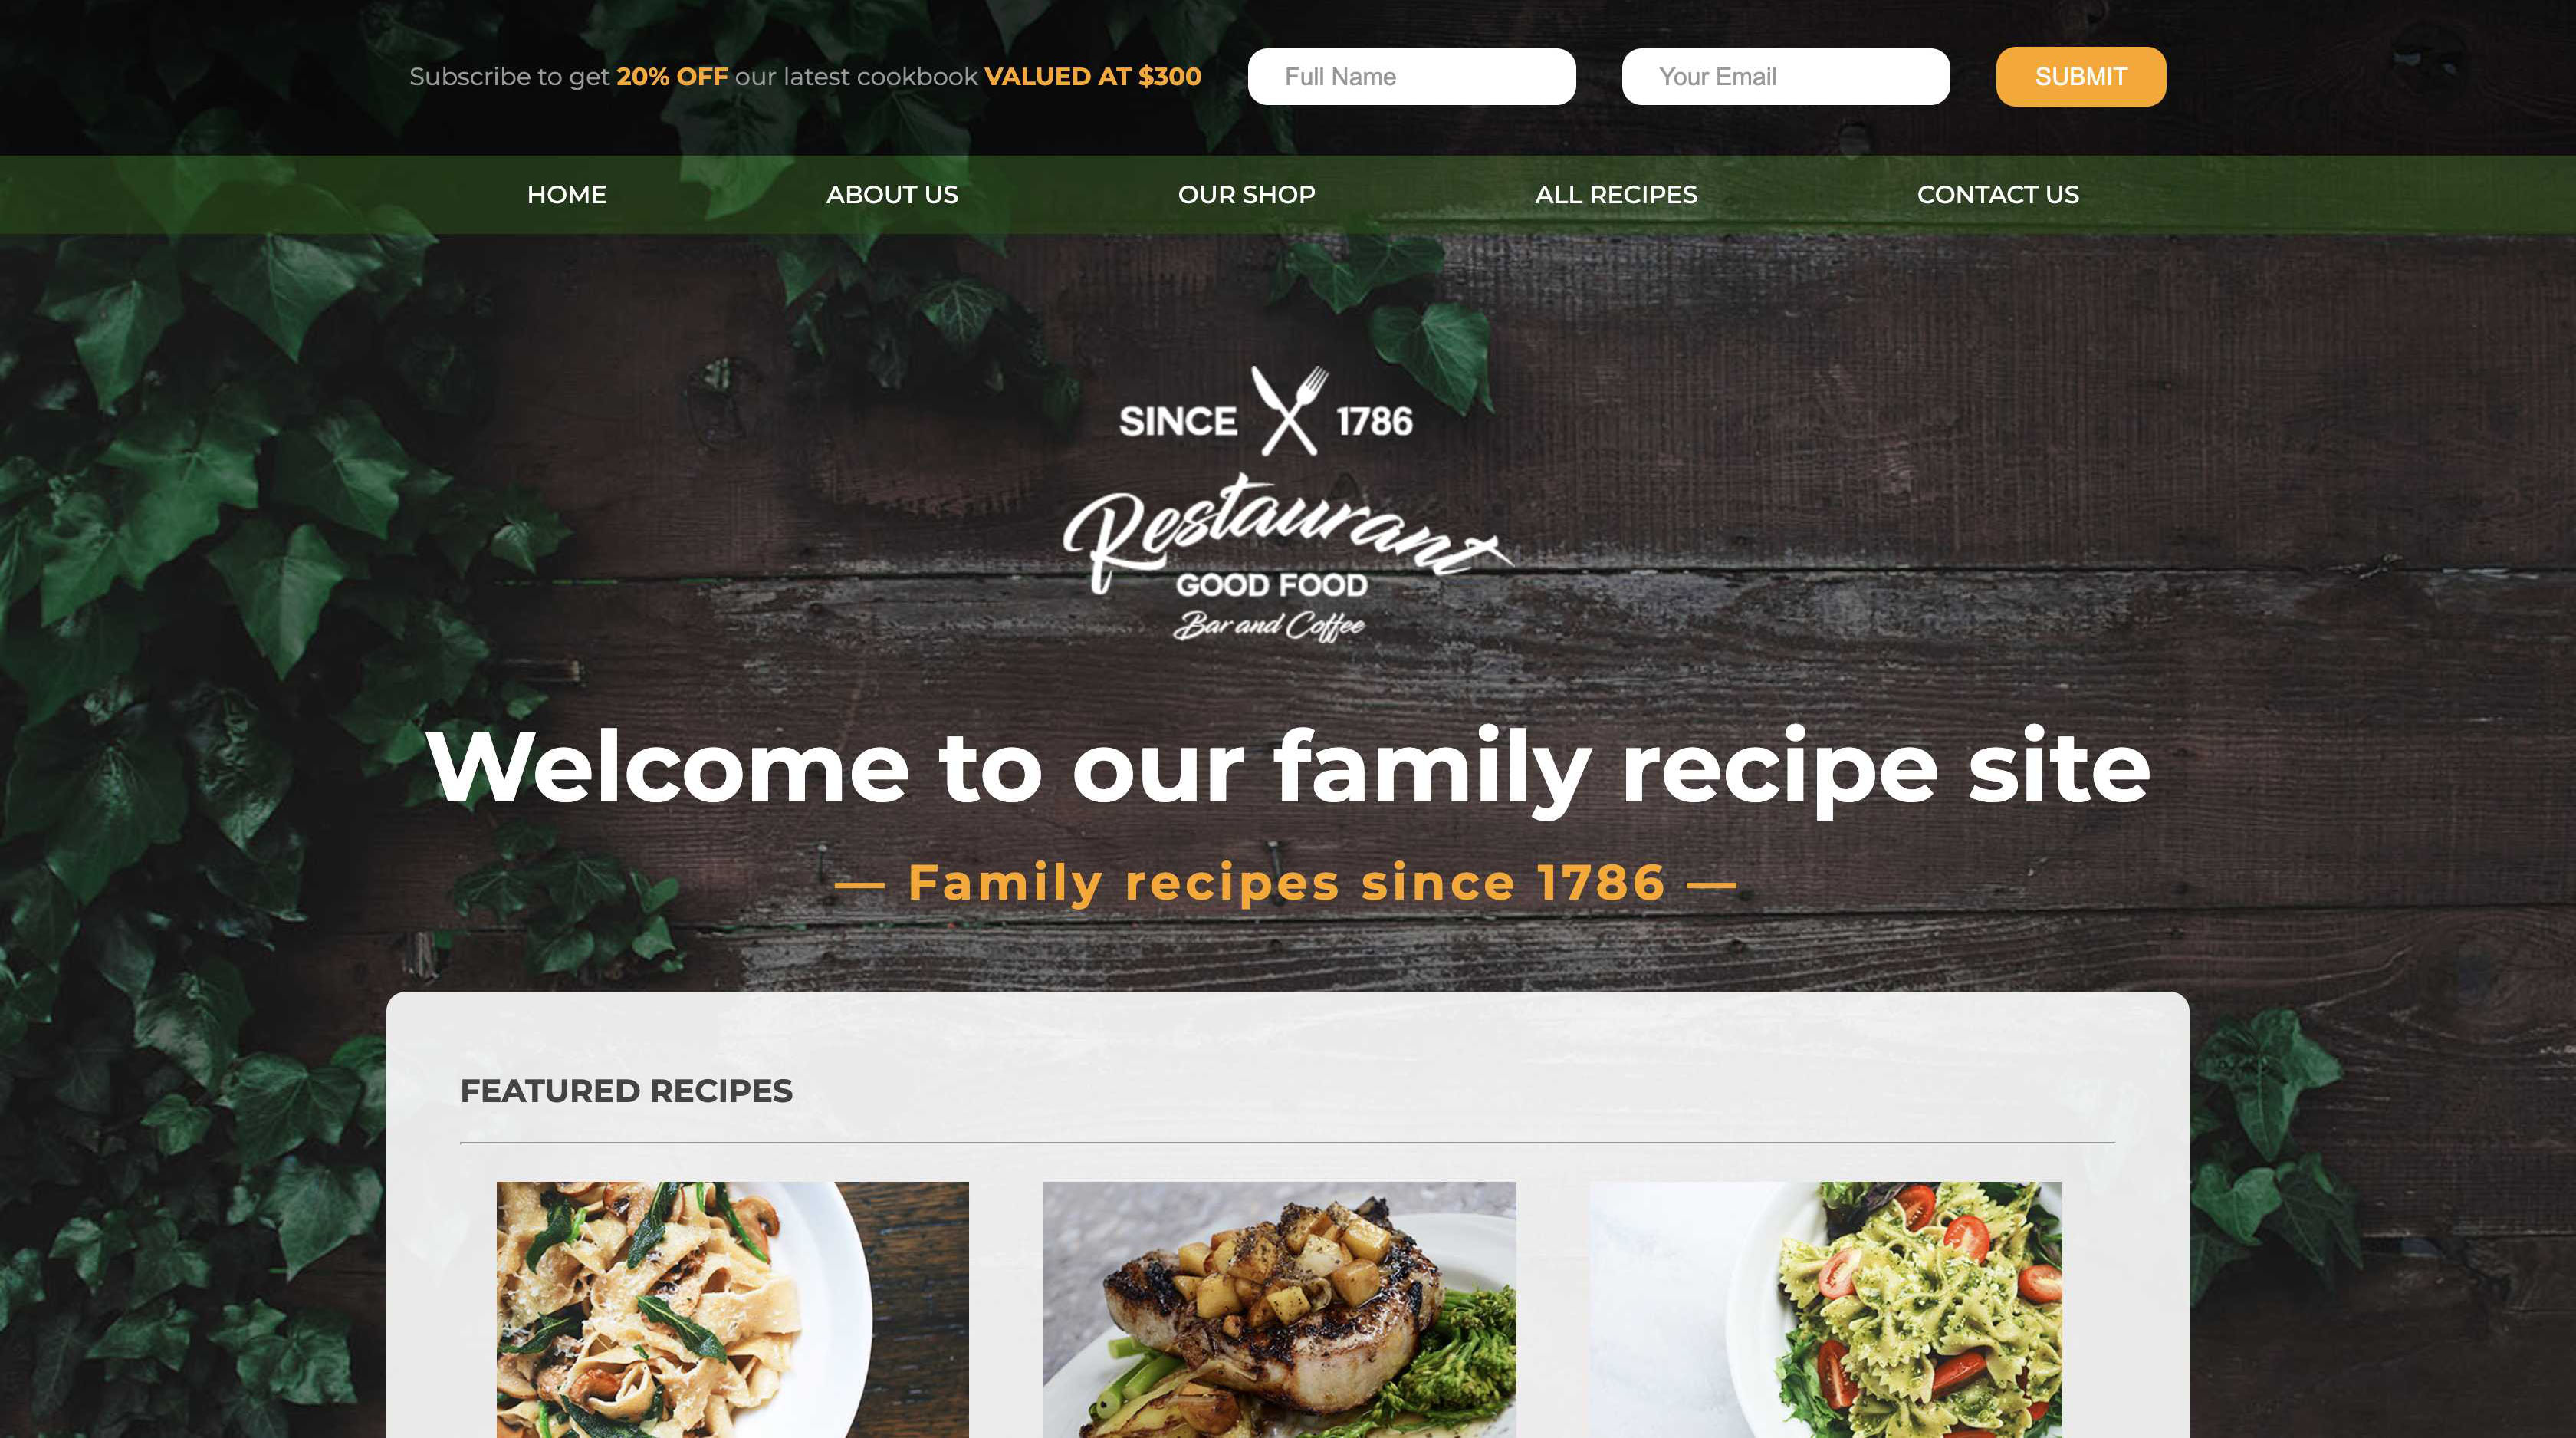 Subscribe to get 20% OFF our latest cookbook VALUED AT $300
Full Name
Your Email
SUBMIT
HOME
ABOUT US
OUR SHOP
ALL RECIPES
CONTACT US
SINCE 1786
Restaurant
GOOD FOOD
Bar and Coffee
Welcome to our family recipe site
— Family recipes since 1786 —
FEATURED RECIPES